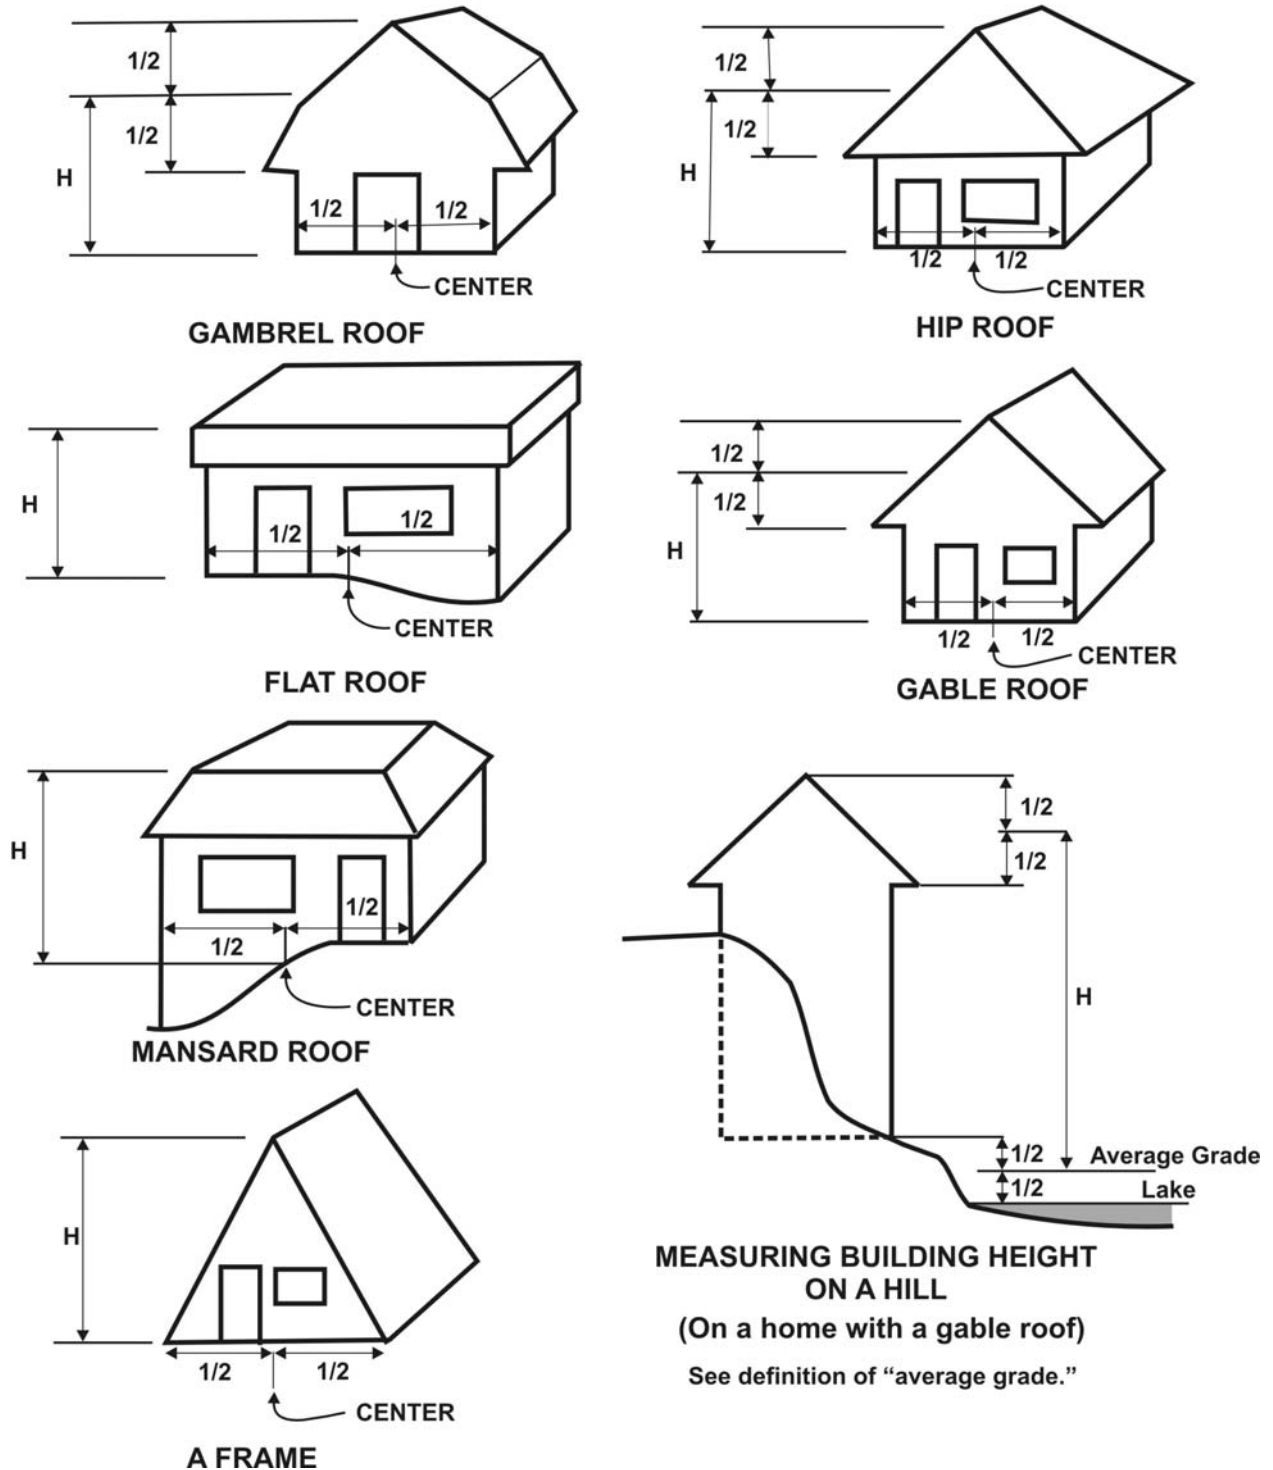 1/2
1/2
H
1/2
1/2
CENTER
GAMBREL ROOF
1/2
1/2
H
1/2
1/2
CENTER
HIP ROOF
H
1/2
1/2
CENTER
FLAT ROOF
1/2
1/2
H
1/2
1/2
CENTER
GABLE ROOF
H
1/2
1/2
CENTER
MANSARD ROOF
1/2
1/2
H
1/2
Average Grade
1/2
Lake
MEASURING BUILDING HEIGHT
ON A HILL
(On a home with a gable roof)
See definition of “average grade.”
H
1/2
1/2
CENTER
A FRAME